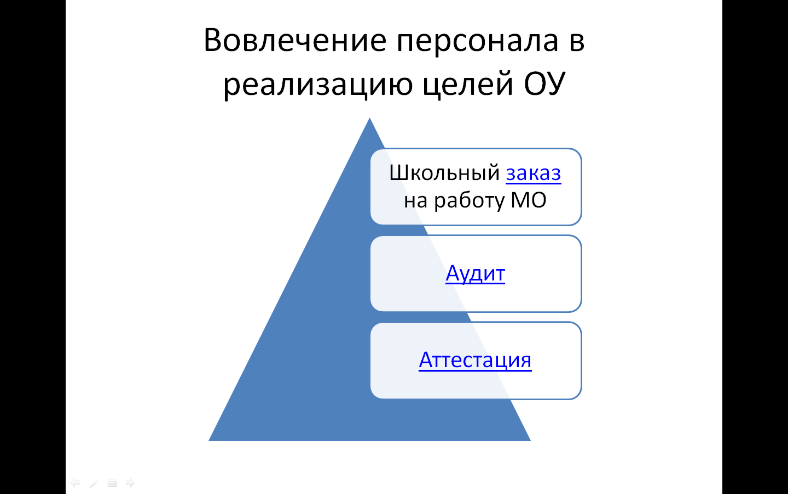 Вовлечение персонала в
реализацию целей ОУ
Школьный заказ
на работу МО
Аудит
Аттестация